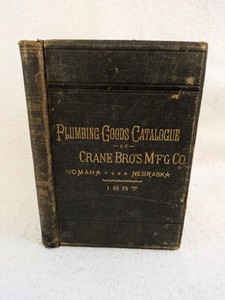 PLUMBING GOODS CATALOGUE
OF
CRANE BRO'S M'F'G CO.
OMAHA NEBRASKA
1887